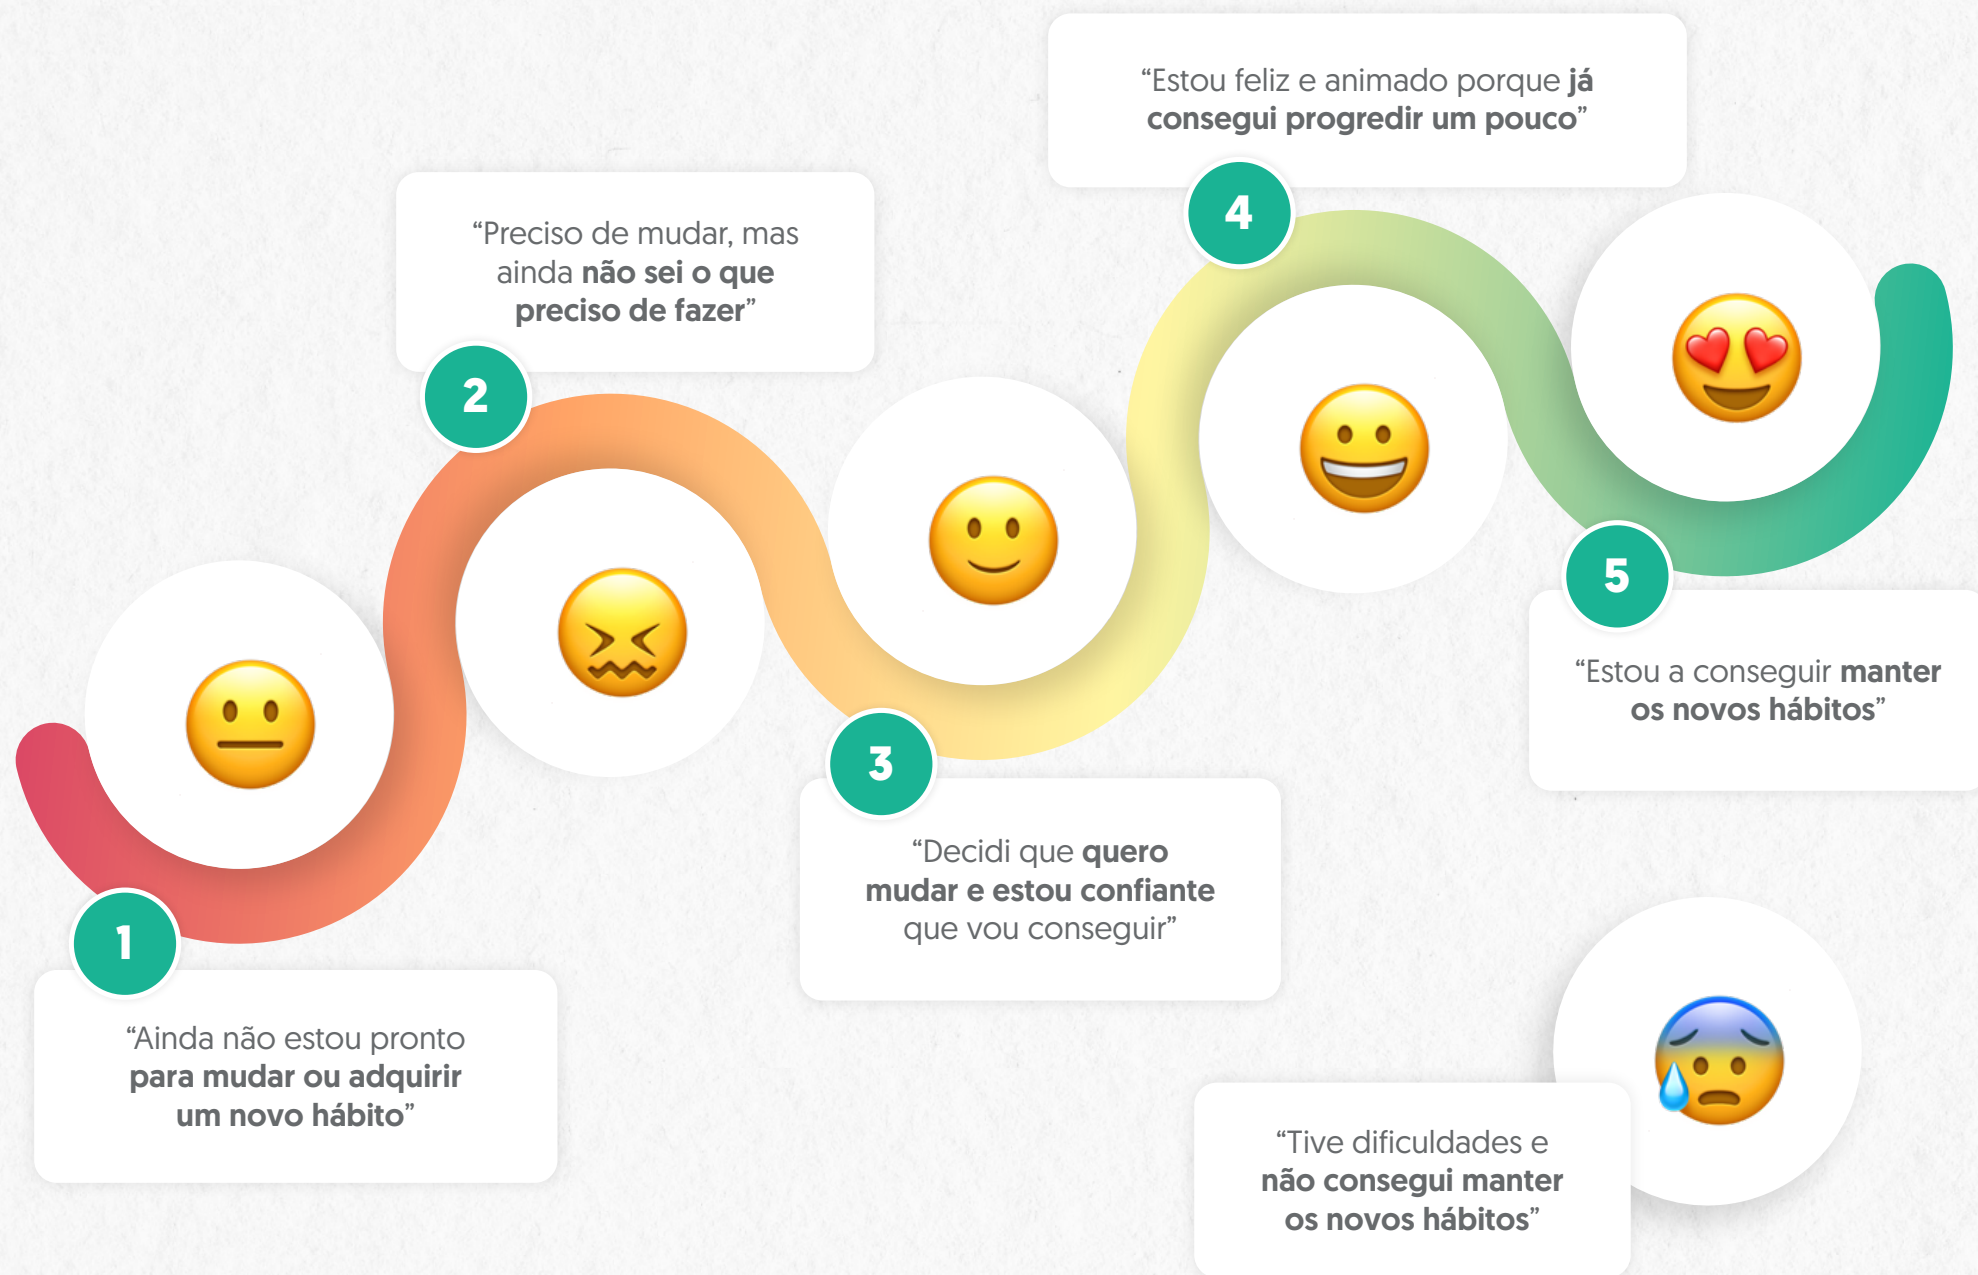 1
“Ainda não estou pronto
para mudar ou adquirir
um novo hábito”
2
“Preciso de mudar, mas
ainda não sei o que
preciso de fazer”
3
“Decidi que quero
mudar e estou confiante
que vou conseguir”
4
“Estou feliz e animado porque já
consegui progredir um pouco”
5
“Estou a conseguir manter
os novos hábitos”
“Tive dificuldades e
não consegui manter
os novos hábitos”